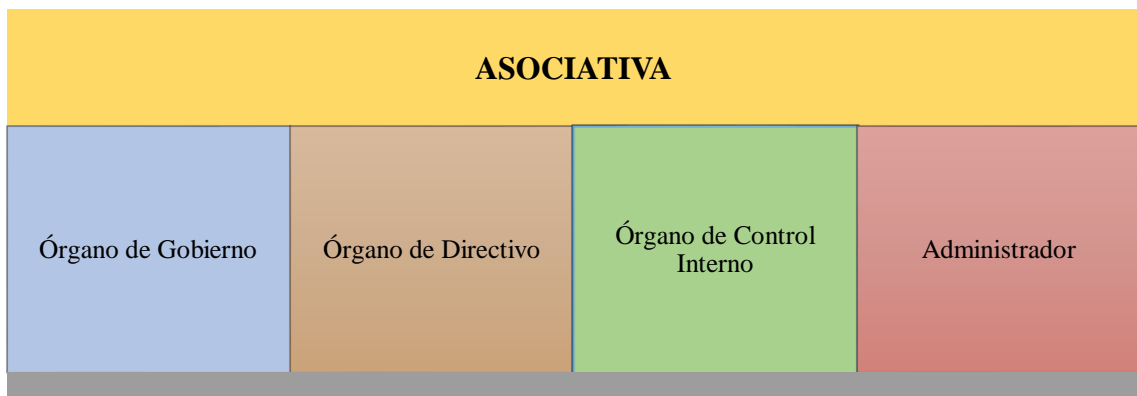 ASOCIATIVA
Órgano de Gobierno
Órgano de Directivo
Órgano de Control
Interno
Administrador